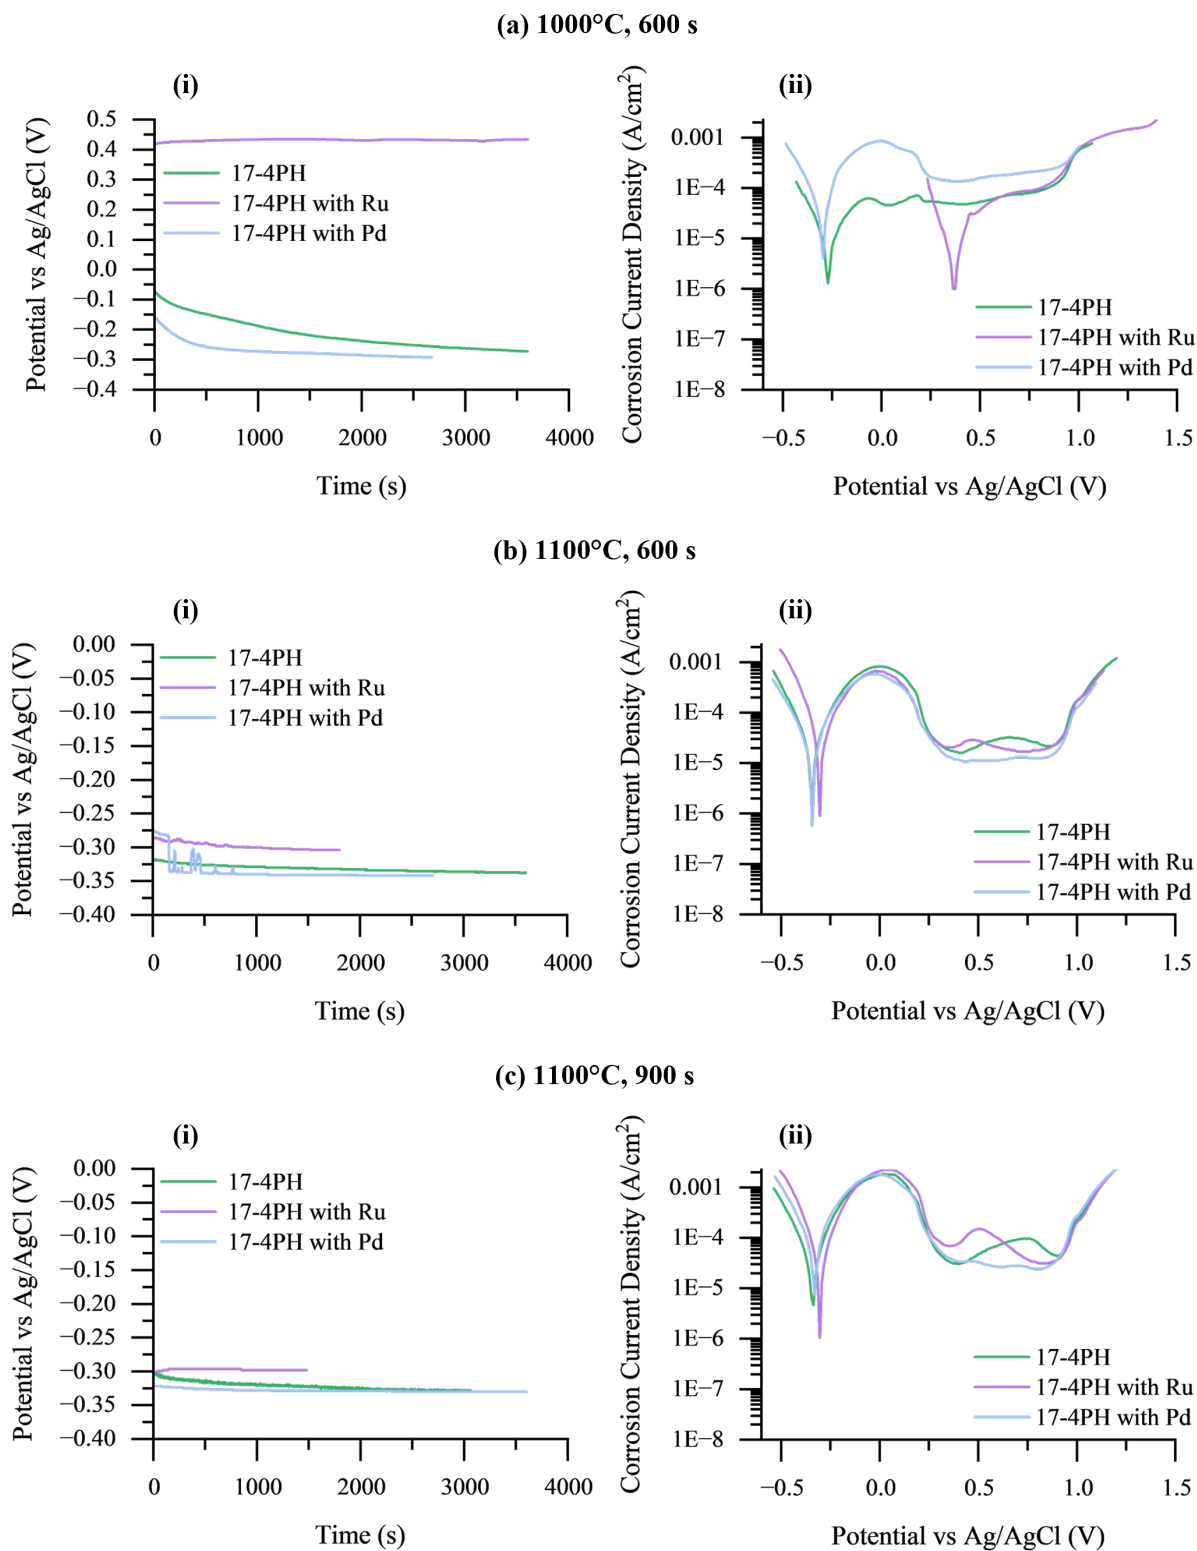 (a) 1000°C, 600 s
(i)
Potential vs Ag/AgCl (V)
0.5
0.4
0.3
0.2
0.1
0.0
−0.1
−0.2
−0.3
−0.4
17-4PH
17-4PH with Ru
17-4PH with Pd
0 1000 2000 3000 4000
Time (s)
(ii)
Corrosion Current Density (A/cm²)
0.001
1E−4
1E−5
1E−6
1E−7
1E−8
17-4PH
17-4PH with Ru
17-4PH with Pd
−0.5 0.0 0.5 1.0 1.5
Potential vs Ag/AgCl (V)
(b) 1100°C, 600 s
(i)
Potential vs Ag/AgCl (V)
0.00
−0.05
−0.10
−0.15
−0.20
−0.25
−0.30
−0.35
−0.40
17-4PH
17-4PH with Ru
17-4PH with Pd
0 1000 2000 3000 4000
Time (s)
(ii)
Corrosion Current Density (A/cm²)
0.001
1E−4
1E−5
1E−6
1E−7
1E−8
17-4PH
17-4PH with Ru
17-4PH with Pd
−0.5 0.0 0.5 1.0 1.5
Potential vs Ag/AgCl (V)
(c) 1100°C, 900 s
(i)
Potential vs Ag/AgCl (V)
0.00
−0.05
−0.10
−0.15
−0.20
−0.25
−0.30
−0.35
−0.40
17-4PH
17-4PH with Ru
17-4PH with Pd
0 1000 2000 3000 4000
Time (s)
(ii)
Corrosion Current Density (A/cm²)
0.001
1E−4
1E−5
1E−6
1E−7
1E−8
17-4PH
17-4PH with Ru
17-4PH with Pd
−0.5 0.0 0.5 1.0 1.5
Potential vs Ag/AgCl (V)